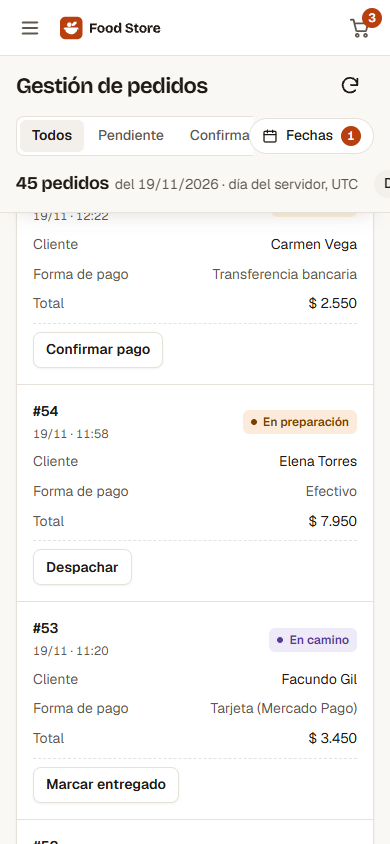 Food Store
3
Gestión de pedidos
Todos Pendiente Confirma Fechas 1
45 pedidos del 19/11/2026 · día del servidor, UTC
19/11 · 12:22
Cliente Carmen Vega
Forma de pago Transferencia bancaria
Total $ 2.550
Confirmar pago
#54
En preparación
19/11 · 11:58
Cliente Elena Torres
Forma de pago Efectivo
Total $ 7.950
Despachar
#53
En camino
19/11 · 11:20
Cliente Facundo Gil
Forma de pago Tarjeta (Mercado Pago)
Total $ 3.450
Marcar entregado